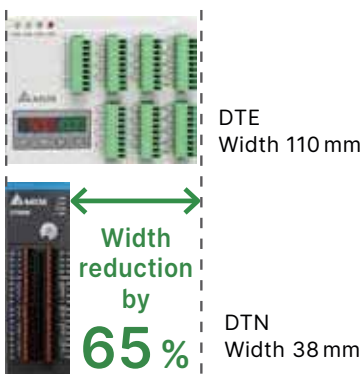 DTE
Width 110 mm
Width
reduction
by
65 %
DTN
Width 38 mm